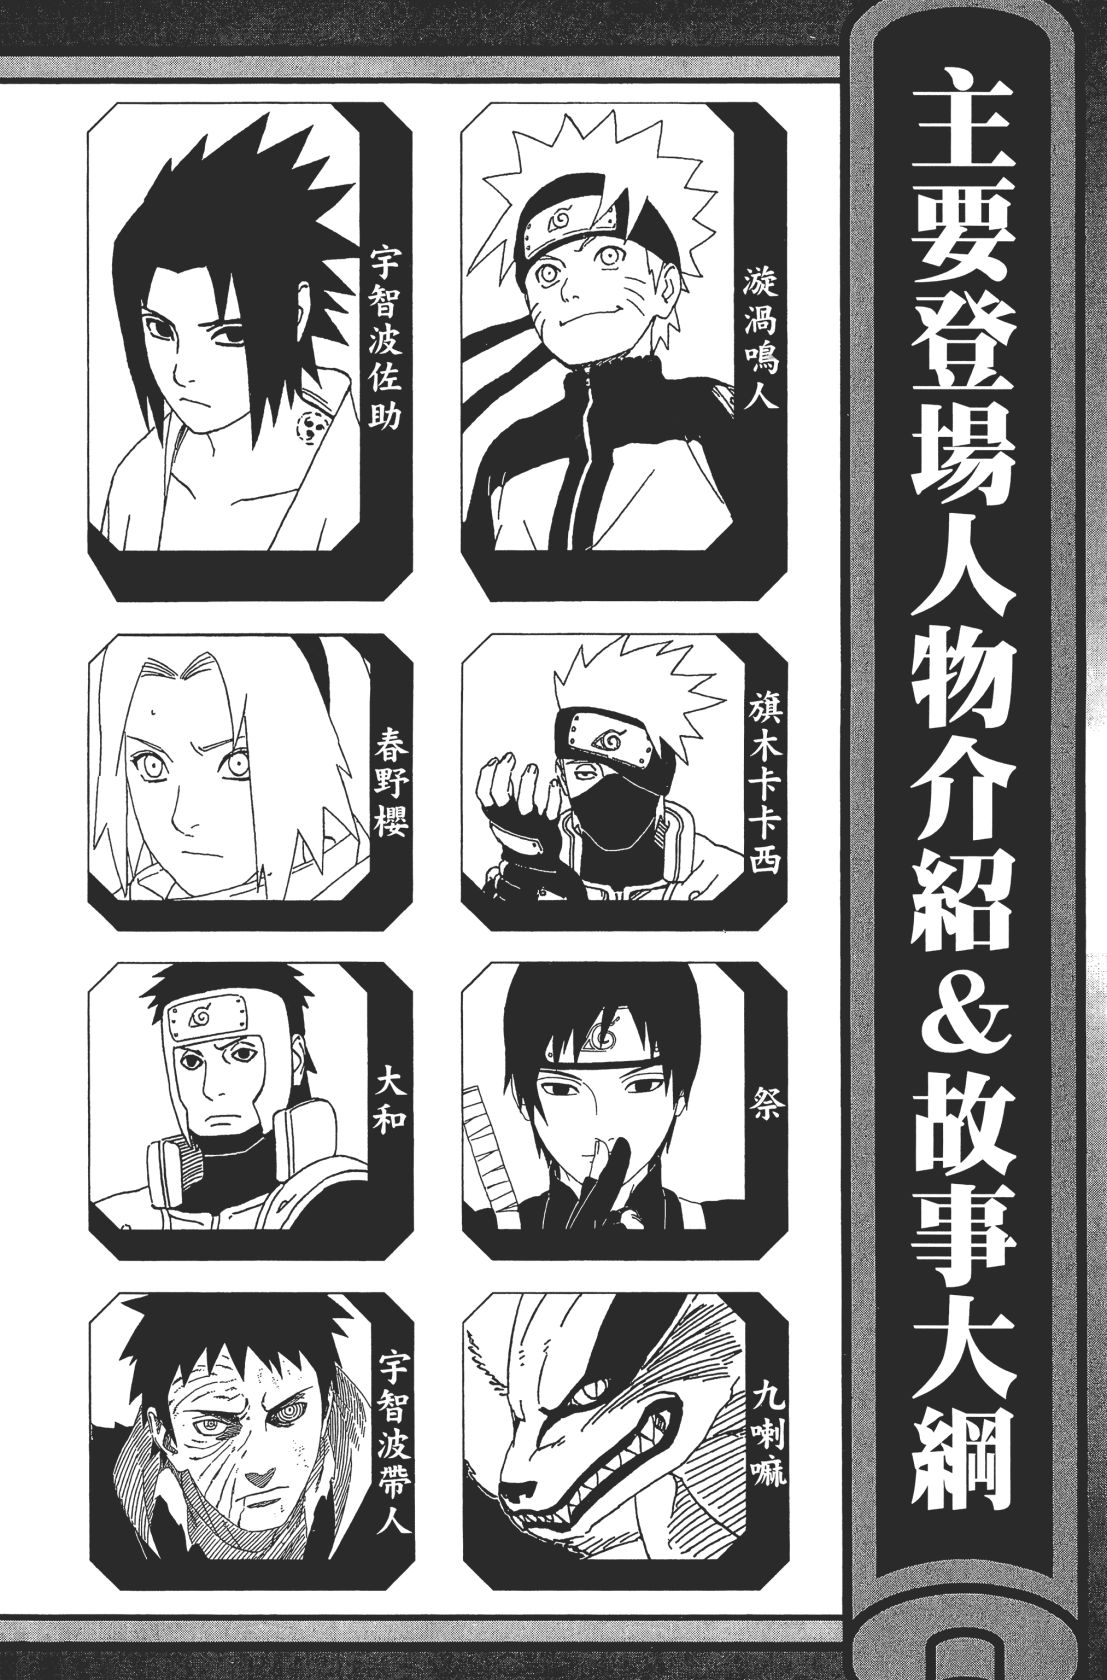 主要登場人物介紹&故事大綱
漩渦鳴人
宇智波佐助
旗木卡卡西
春野櫻
祭
大和
九喇嘛
宇智波帶人